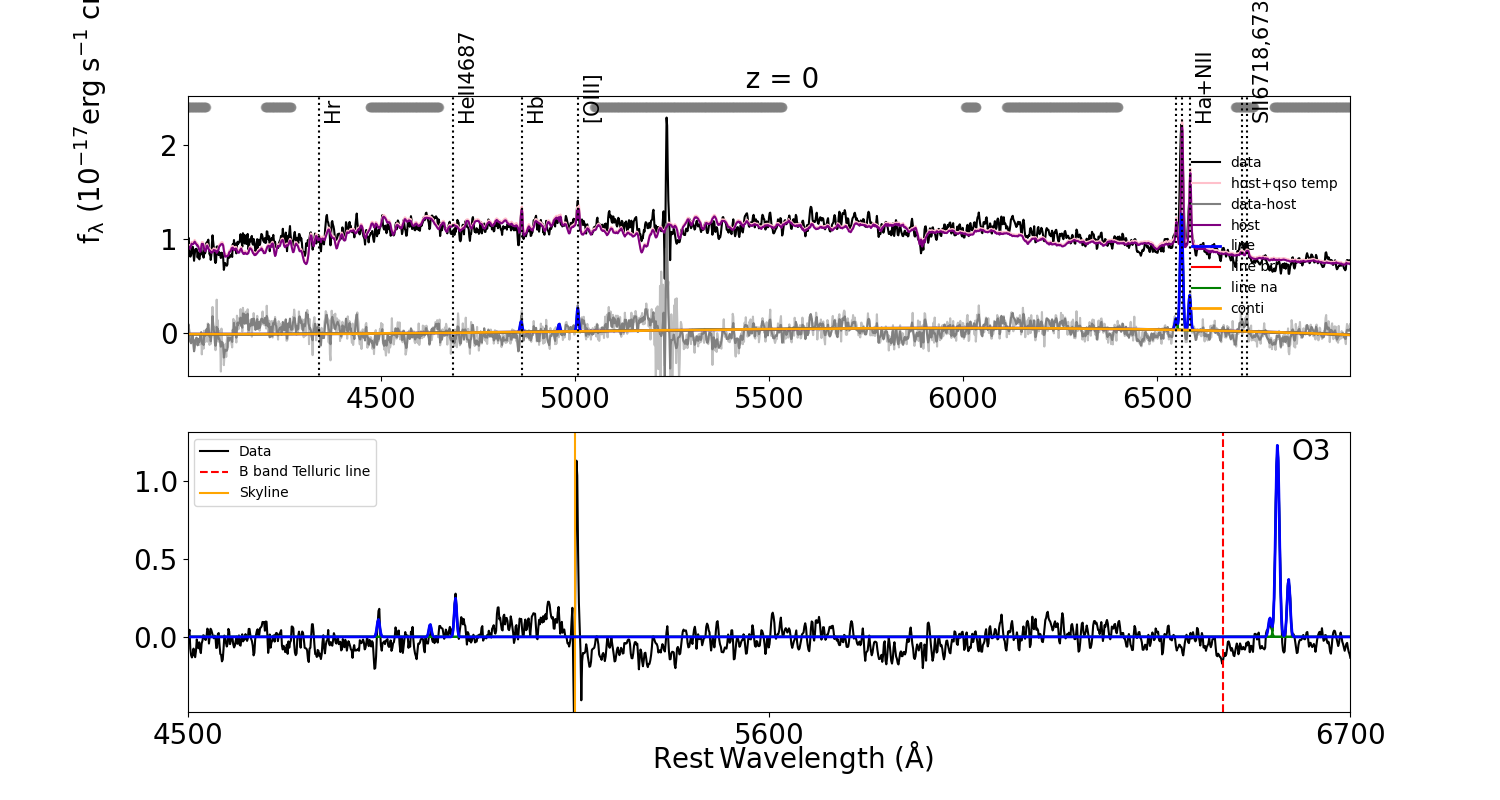 z = 0
f_λ (10^−17 erg s^−1
Hr
HeII4687
Hb
[OIII]
Ha+NII
SII6718,673
2
1
0
data
host+qso temp
data-host
host
line
line br
line na
conti
4500 5000 5500 6000 6500
Data
B band Telluric line
Skyline
O3
1.0
0.5
0.0
4500 5600 6700
Rest Wavelength (Å)